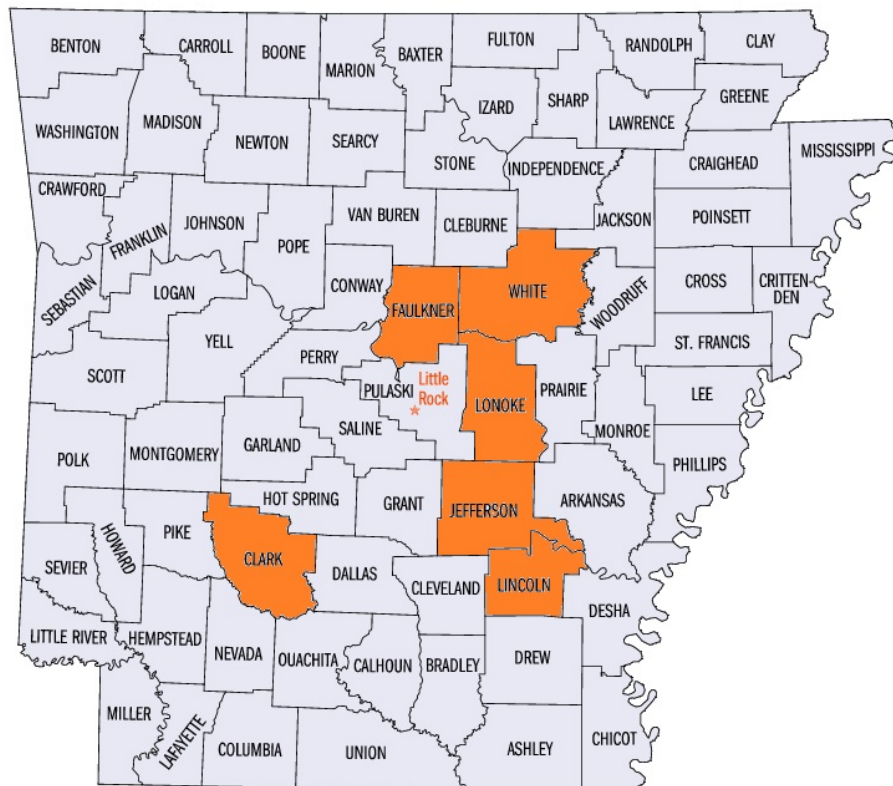 BENTON
CARROLL
BOONE
MARION
BAXTER
FULTON
RANDOLPH
CLAY
WASHINGTON
MADISON
NEWTON
SEARCY
STONE
IZARD
SHARP
LAWRENCE
GREENE
INDEPENDENCE
CRAIGHEAD
MISSISSIPPI
CRAWFORD
FRANKLIN
JOHNSON
POPE
VAN BUREN
CLEBURNE
JACKSON
POINSETT
SEBASTIAN
LOGAN
CONWAY
FAULKNER
WHITE
WOODRUFF
CROSS
CRITTEN-
DEN
SCOTT
YELL
PERRY
PULASKI
Little
Rock
LONOKE
PRAIRIE
ST. FRANCIS
LEE
POLK
MONTGOMERY
GARLAND
SALINE
MONROE
PHILLIPS
HOWARD
PIKE
HOT SPRING
GRANT
JEFFERSON
ARKANSAS
SEVIER
CLARK
DALLAS
CLEVELAND
LINCOLN
DESHA
LITTLE RIVER
HEMPSTEAD
NEVADA
OUACHITA
CALHOUN
BRADLEY
DREW
MILLER
LAFAYETTE
COLUMBIA
UNION
ASHLEY
CHICOT